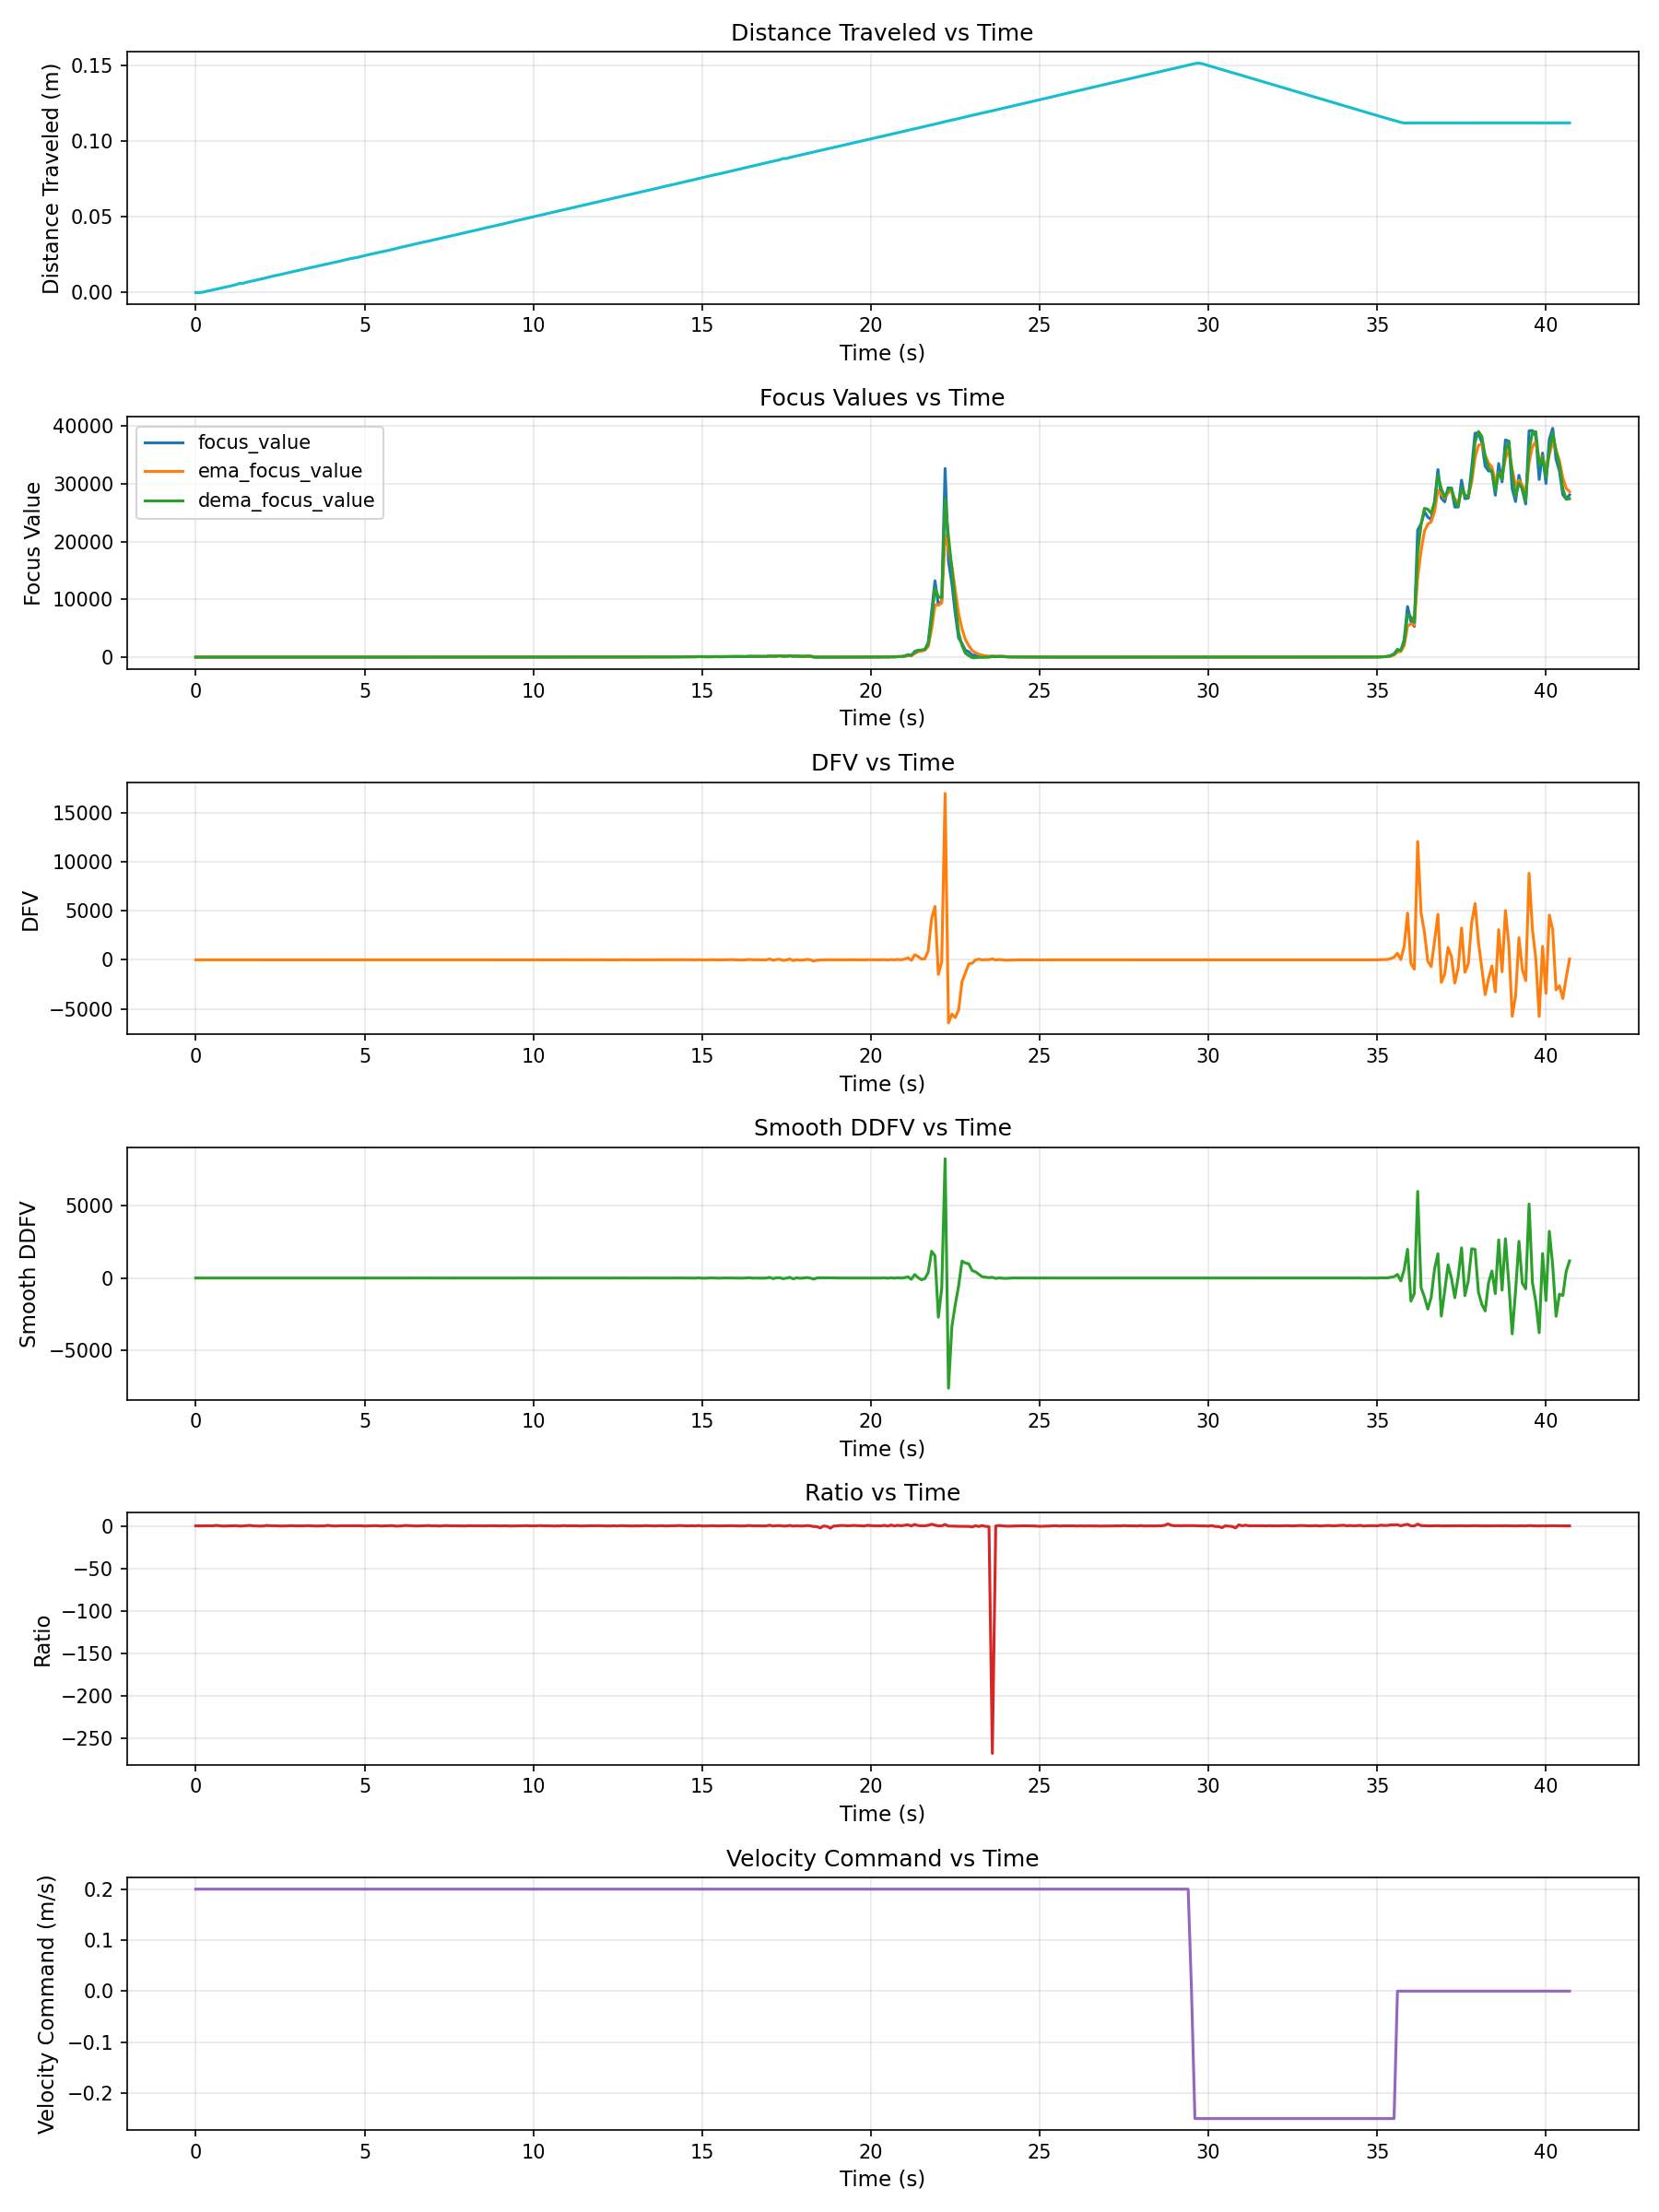 Distance Traveled vs Time
Distance Traveled (m)
0.15
0.10
0.05
0.00
0 5 10 15 20 25 30 35 40
Time (s)
Focus Values vs Time
Focus Value
40000
30000
20000
10000
0
focus_value
ema_focus_value
dema_focus_value
0 5 10 15 20 25 30 35 40
Time (s)
DFV vs Time
DFV
15000
10000
5000
0
−5000
0 5 10 15 20 25 30 35 40
Time (s)
Smooth DDFV vs Time
Smooth DDFV
5000
0
−5000
0 5 10 15 20 25 30 35 40
Time (s)
Ratio vs Time
Ratio
0
−50
−100
−150
−200
−250
0 5 10 15 20 25 30 35 40
Time (s)
Velocity Command vs Time
Velocity Command (m/s)
0.2
0.1
0.0
−0.1
−0.2
0 5 10 15 20 25 30 35 40
Time (s)